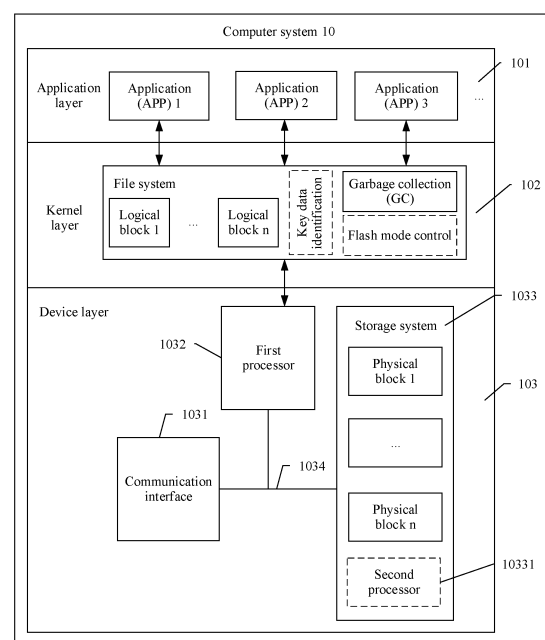 Computer system 10
101
Application
layer
Application
(APP) 1
Application
(APP) 2
Application
(APP) 3
...
Kernel
layer
102
File system
Logical
block 1
...
Logical
block n
Key data
identification
Garbage collection
(GC)
Flash mode control
Device layer
1033
1032
First
processor
Storage system
Physical
block 1
103
1031
Communication
interface
1034
...
Physical
block n
Second
processor
10331